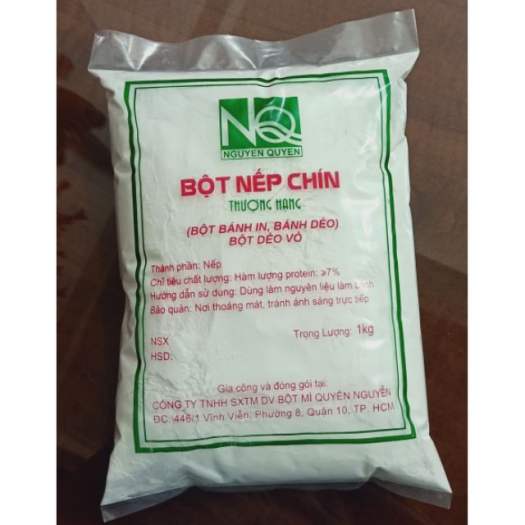 NQ
NGUYEN QUYEN
BỘT NẾP CHÍN
THƯỢNG HẠNG
(BỘT BÁNH IN, BÁNH DẺO)
BỘT DẺO VỎ
Thành phần: Nếp
Chỉ tiêu chất lượng: Hàm lượng protein: ≥7%
Hướng dẫn sử dụng: Dùng làm nguyên liệu làm bánh
Bảo quản: Nơi thoáng mát, tránh ánh sáng trực tiếp
NSX Trọng Lượng: 1kg
HSD:
Gia công và đóng gói tại:
CÔNG TY TNHH SXTM DV BỘT MÌ QUYÊN NGUYỄN
ĐC: 446/1 Vĩnh Viễn, Phường 8, Quận 10, TP. HCM